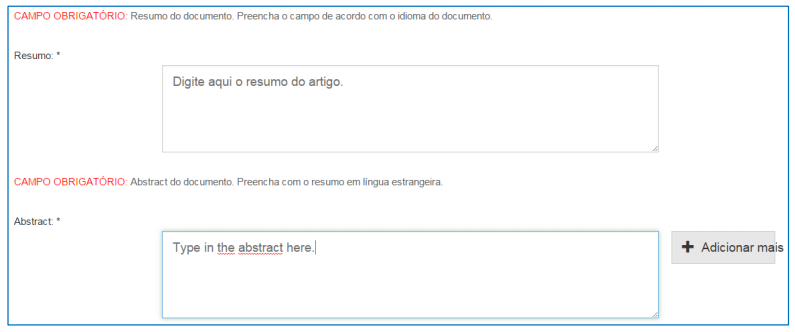 CAMPO OBRIGATÓRIO: Resumo do documento. Preencha o campo de acordo com o idioma do documento.
Resumo: *
Digite aqui o resumo do artigo.
CAMPO OBRIGATÓRIO: Abstract do documento. Preencha com o resumo em língua estrangeira.
Abstract: *
Type in the abstract here.
+ Adicionar mais